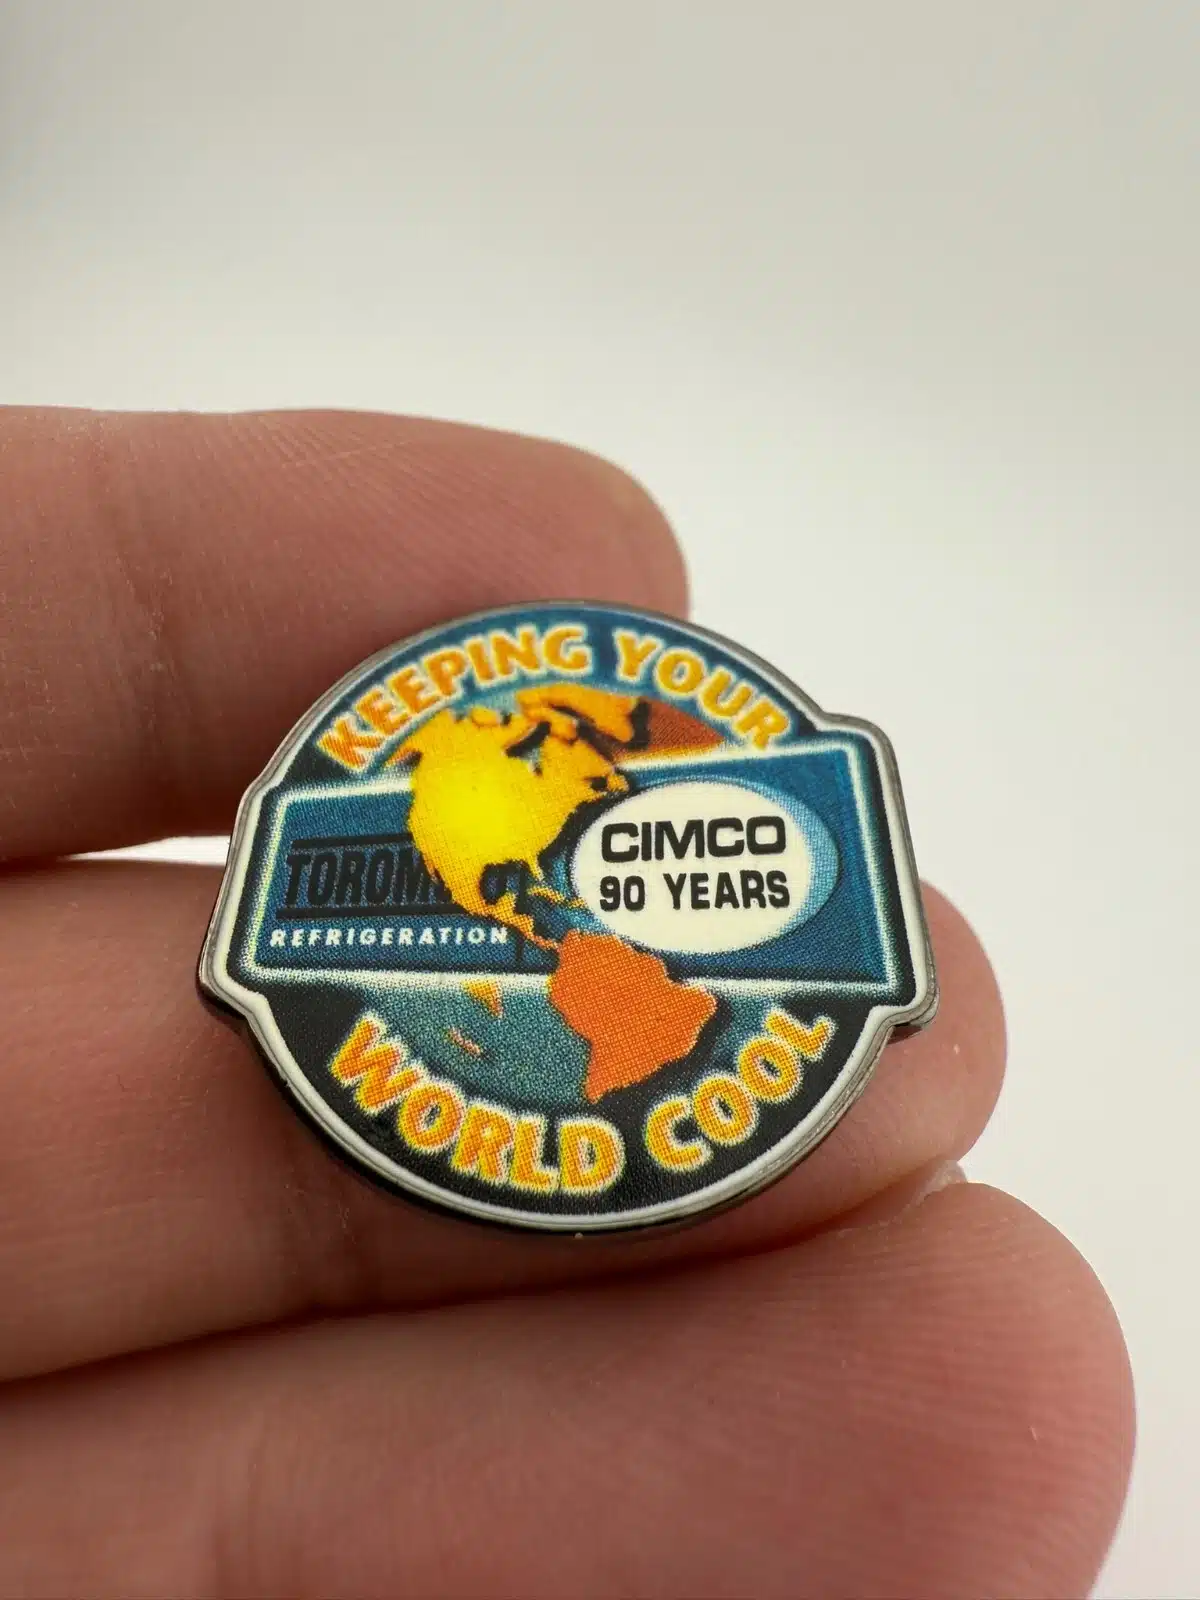 KEEPING YOUR
REFRIGERATION
CIMCO
90 YEARS
WORLD COOL